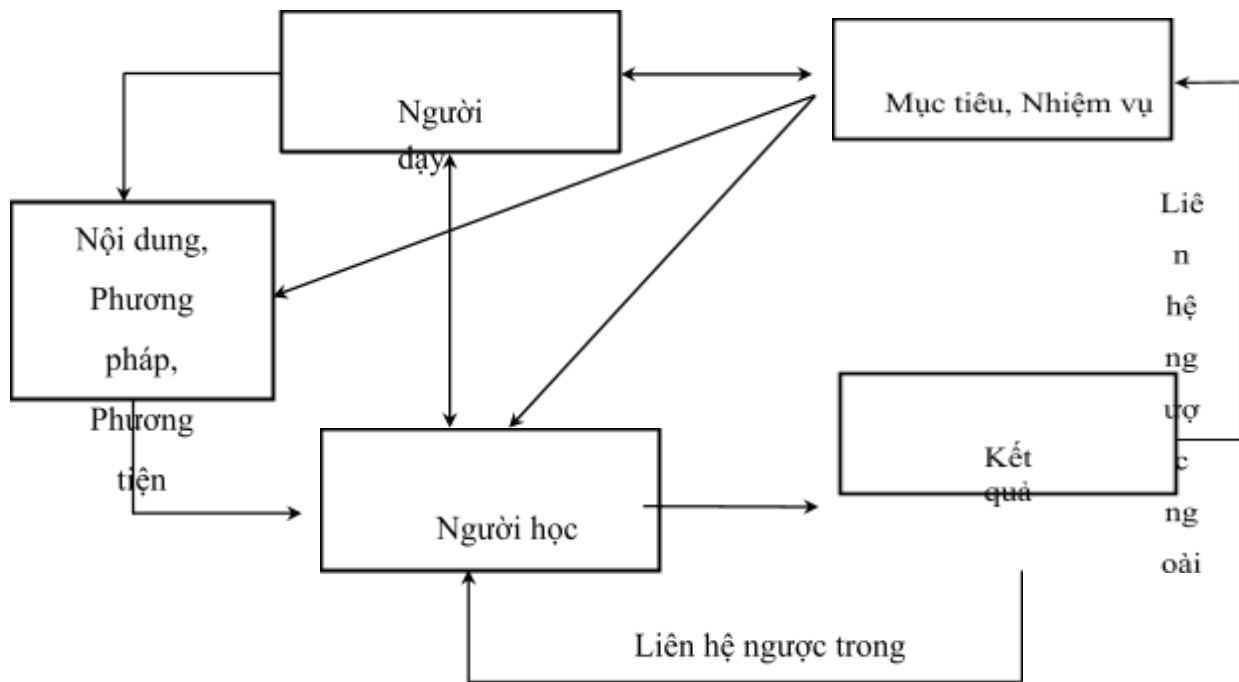 Người
dạy
Mục tiêu, Nhiệm vụ
Nội dung,
Phương
pháp,
Phương
tiện
Liê
n
hệ
ng
ượ
c
ng
oài
Kết
quả
Người học
Liên hệ ngược trong